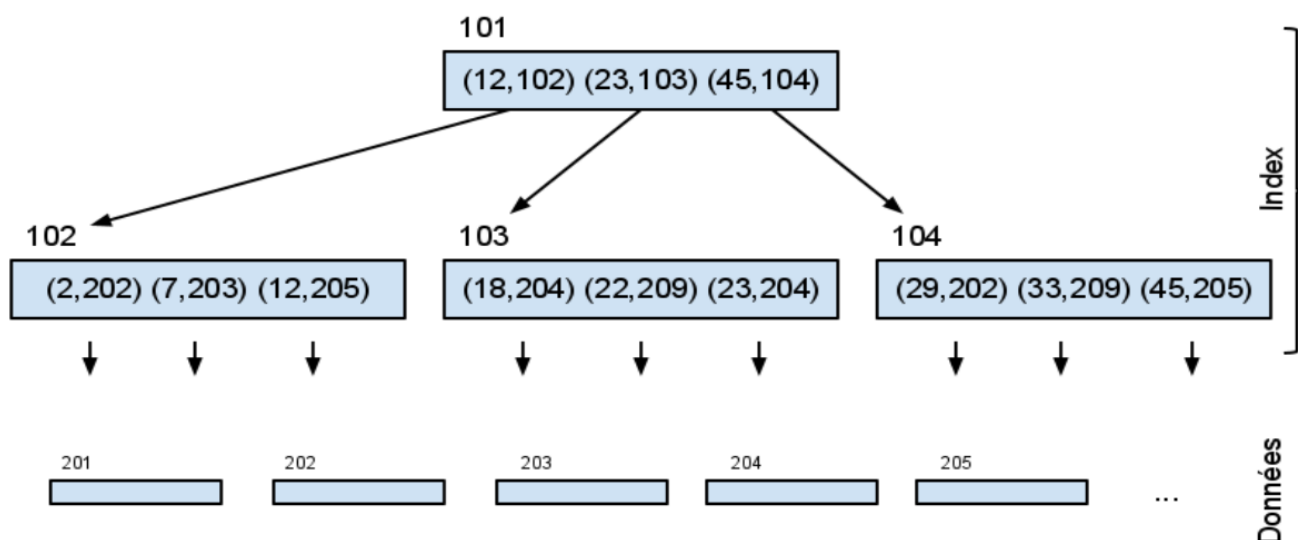 101
(12,102) (23,103) (45,104)
Index
102
103
104
(2,202) (7,203) (12,205)
(18,204) (22,209) (23,204)
(29,202) (33,209) (45,205)
201
202
203
204
205
...
Données